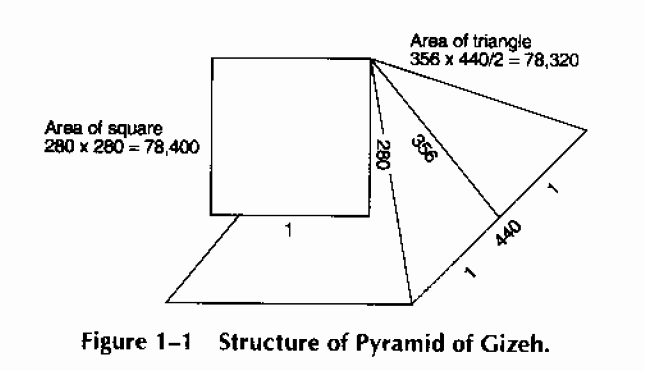 Area of triangle
356 x 440/2 = 78,320
Area of square
280 x 280 = 78,400
280
356
1
1
440
1
Figure 1–1 Structure of Pyramid of Gizeh.